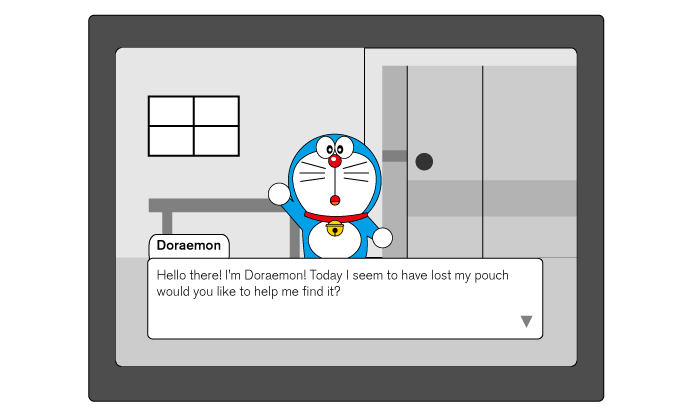 Doraemon
Hello there! I'm Doraemon! Today I seem to have lost my pouch
would you like to help me find it?